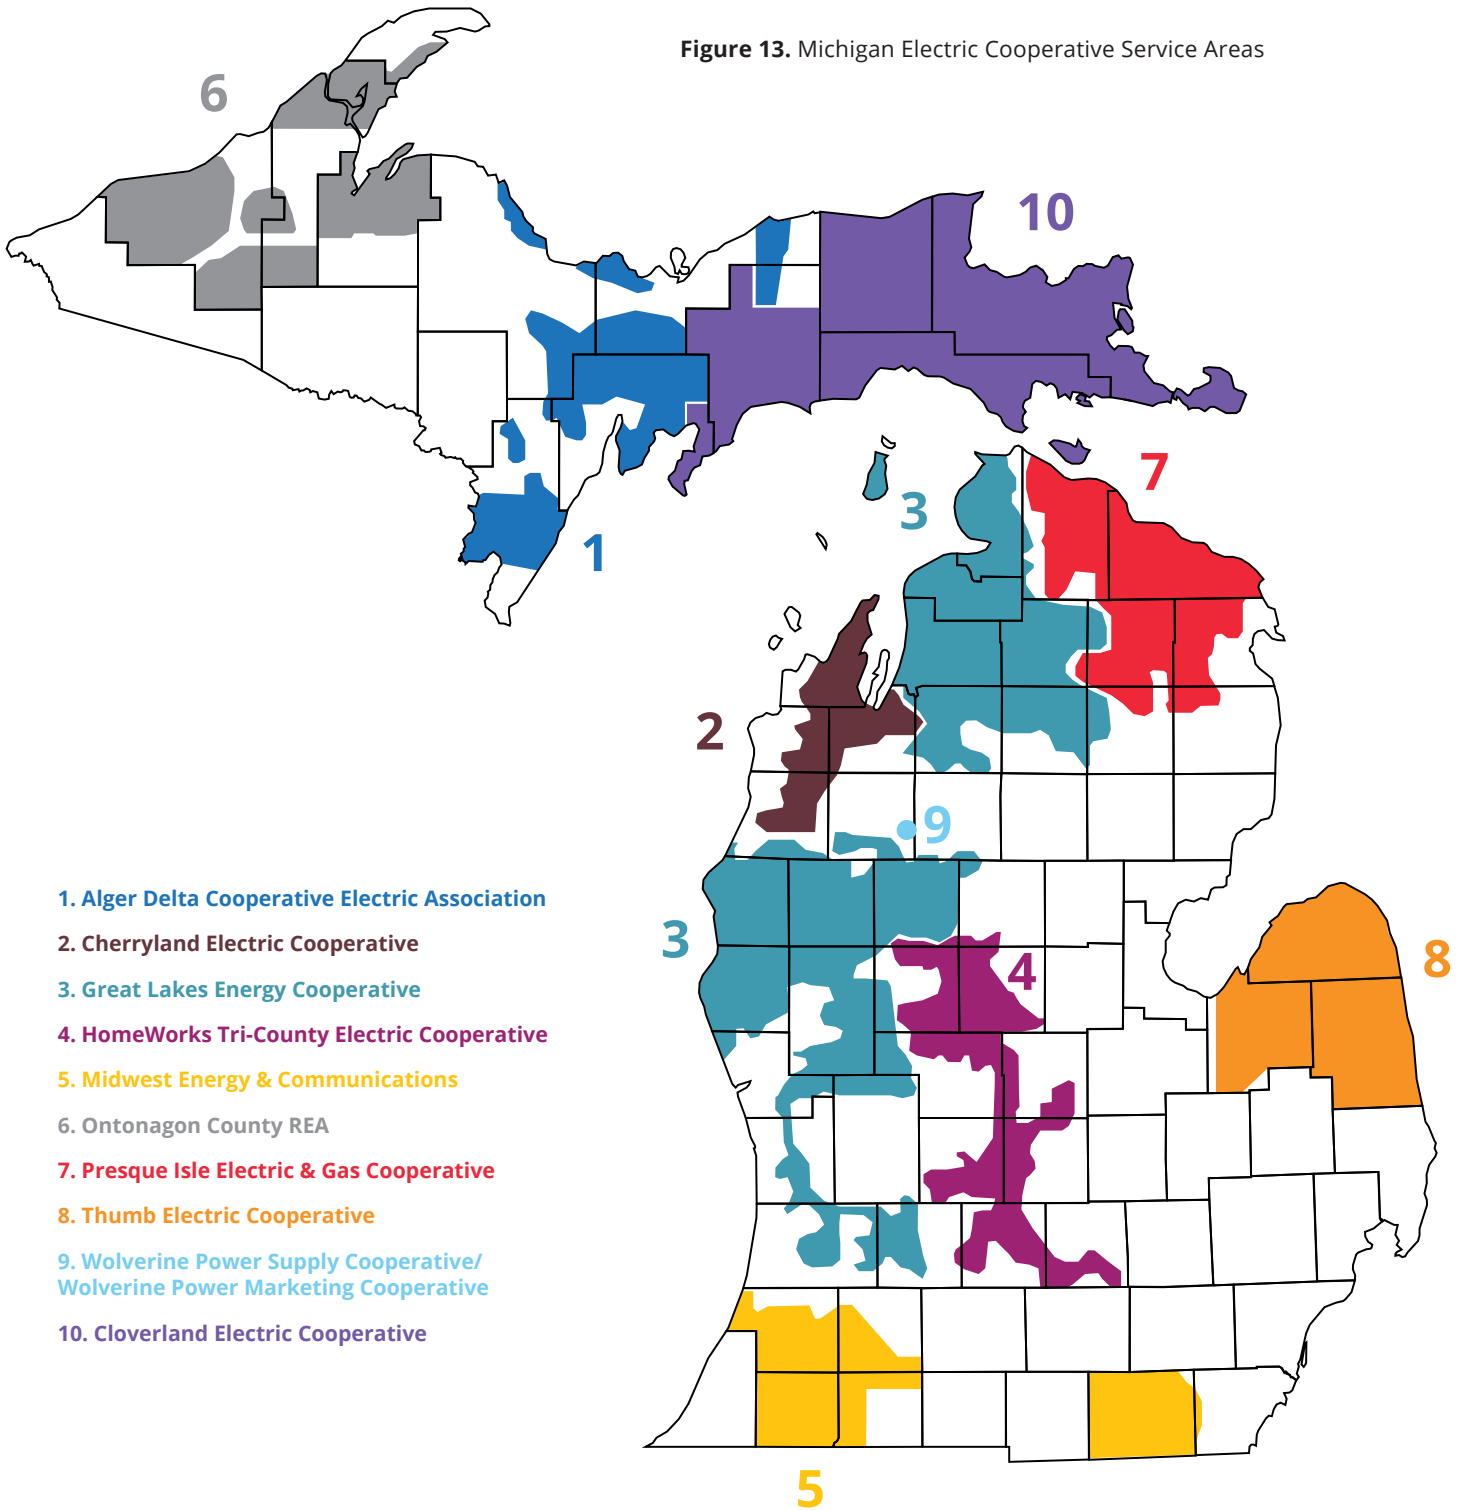 Figure 13. Michigan Electric Cooperative Service Areas
6
10
7
3
1
2
9
3
4
8
1. Alger Delta Cooperative Electric Association
2. Cherryland Electric Cooperative
3. Great Lakes Energy Cooperative
4. HomeWorks Tri-County Electric Cooperative
5. Midwest Energy & Communications
6. Ontonagon County REA
7. Presque Isle Electric & Gas Cooperative
8. Thumb Electric Cooperative
9. Wolverine Power Supply Cooperative/
Wolverine Power Marketing Cooperative
10. Cloverland Electric Cooperative
5